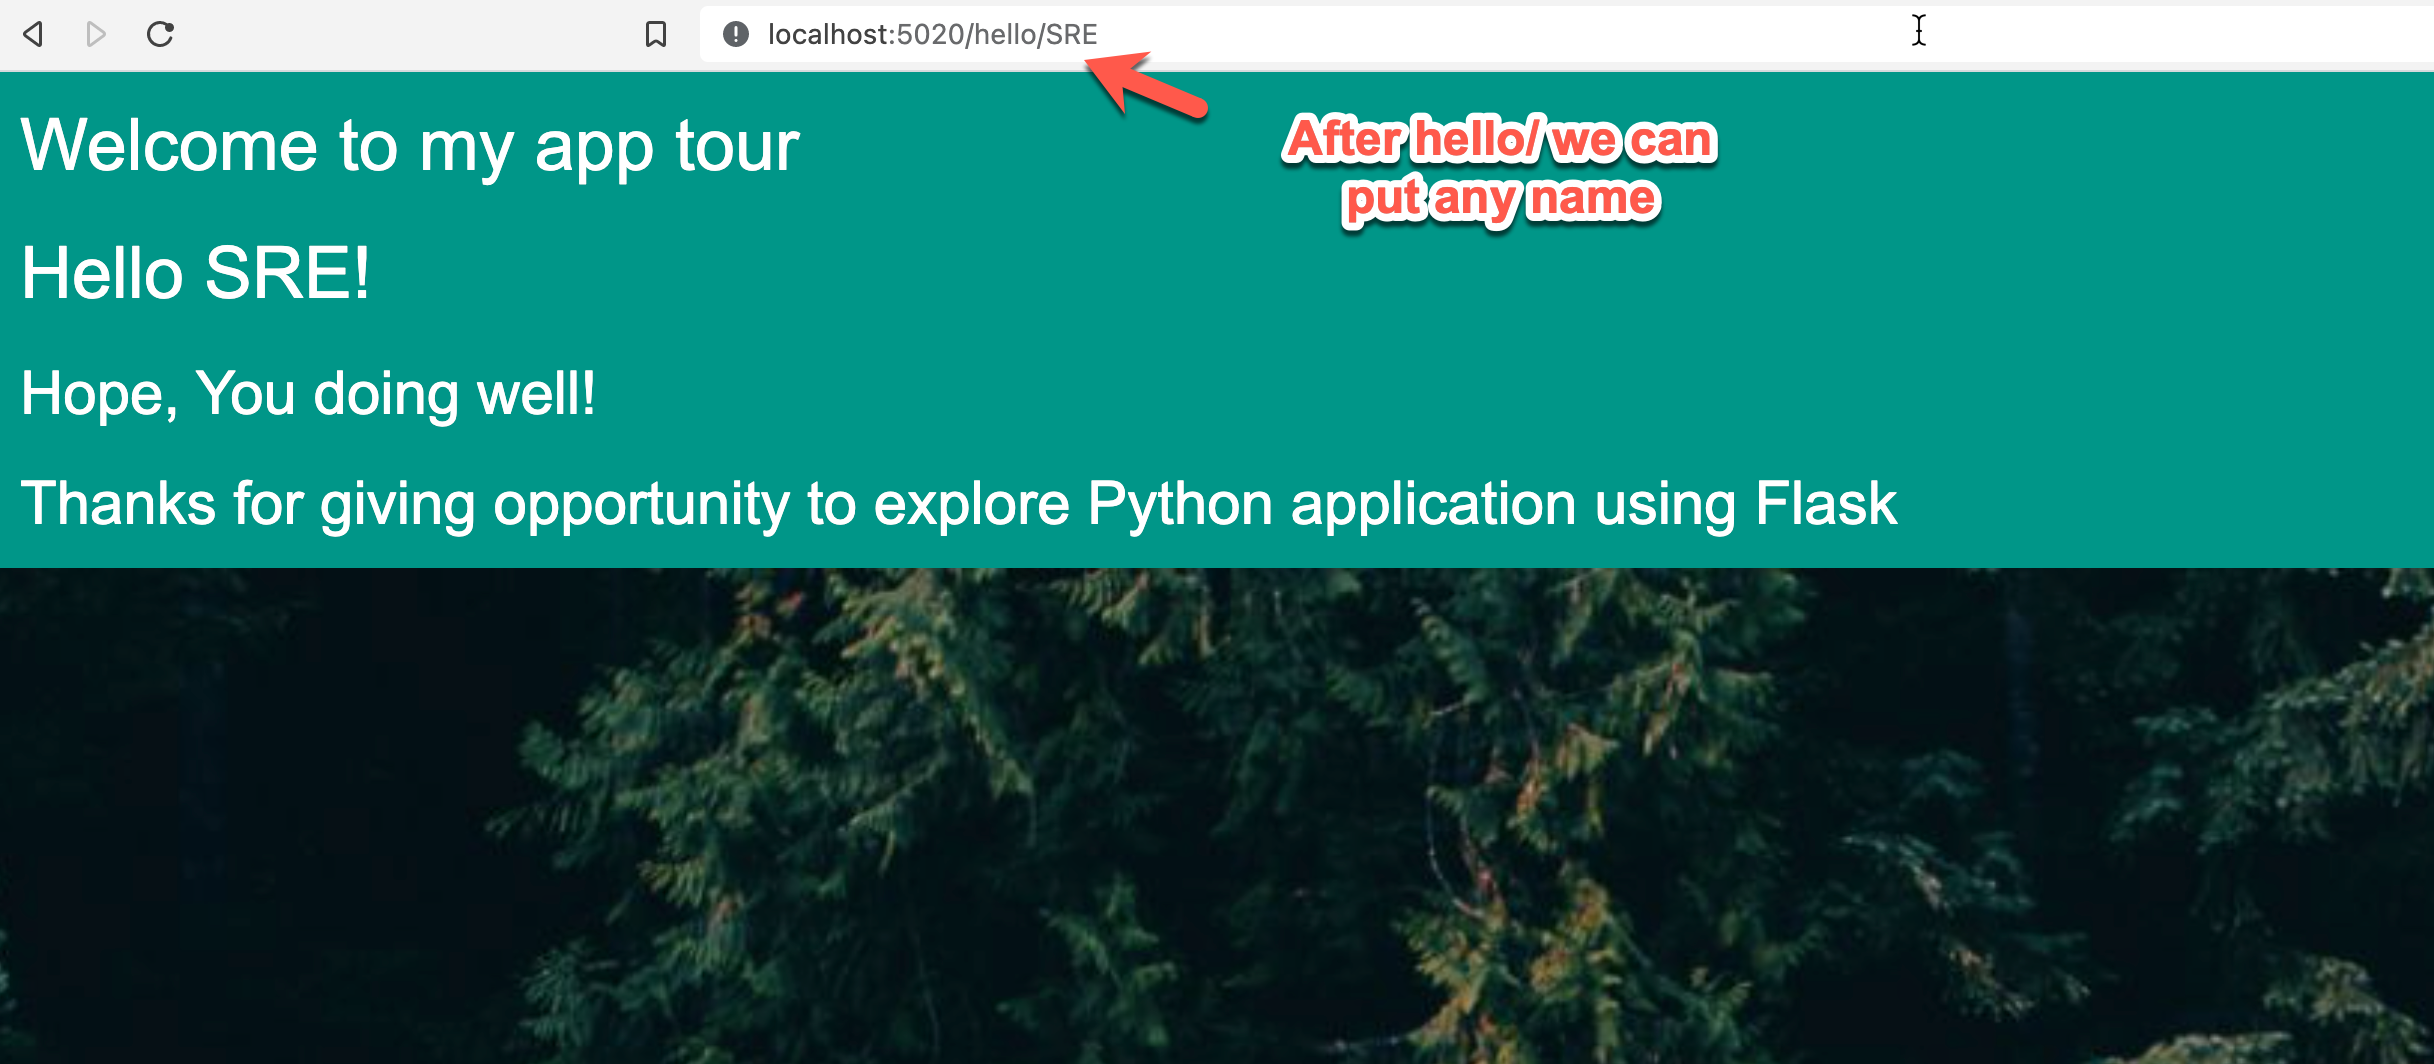 localhost:5020/hello/SRE
Welcome to my app tour
After hello/ we can
put any name
Hello SRE!
Hope, You doing well!
Thanks for giving opportunity to explore Python application using Flask